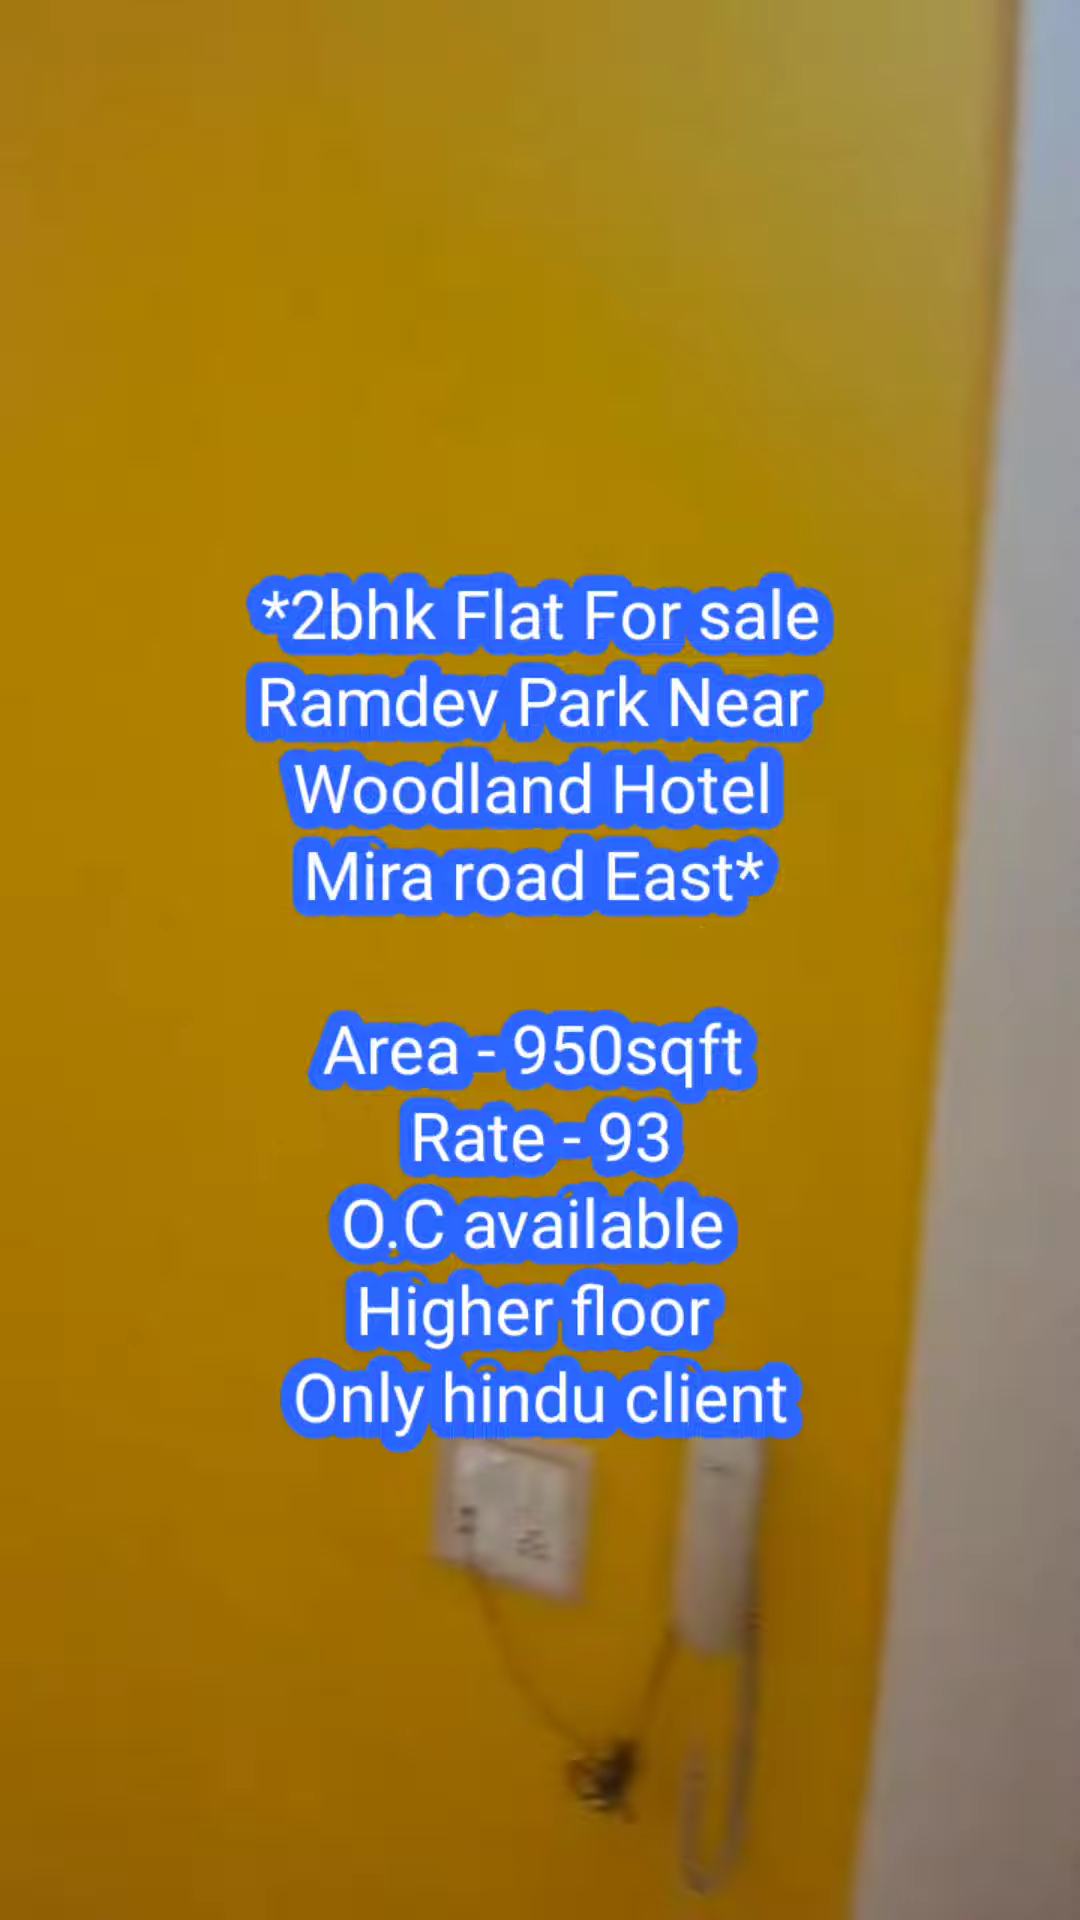 *2bhk Flat For sale
Ramdev Park Near
Woodland Hotel
Mira road East*
Area - 950sqft
Rate - 93
O.C available
Higher floor
Only hindu client